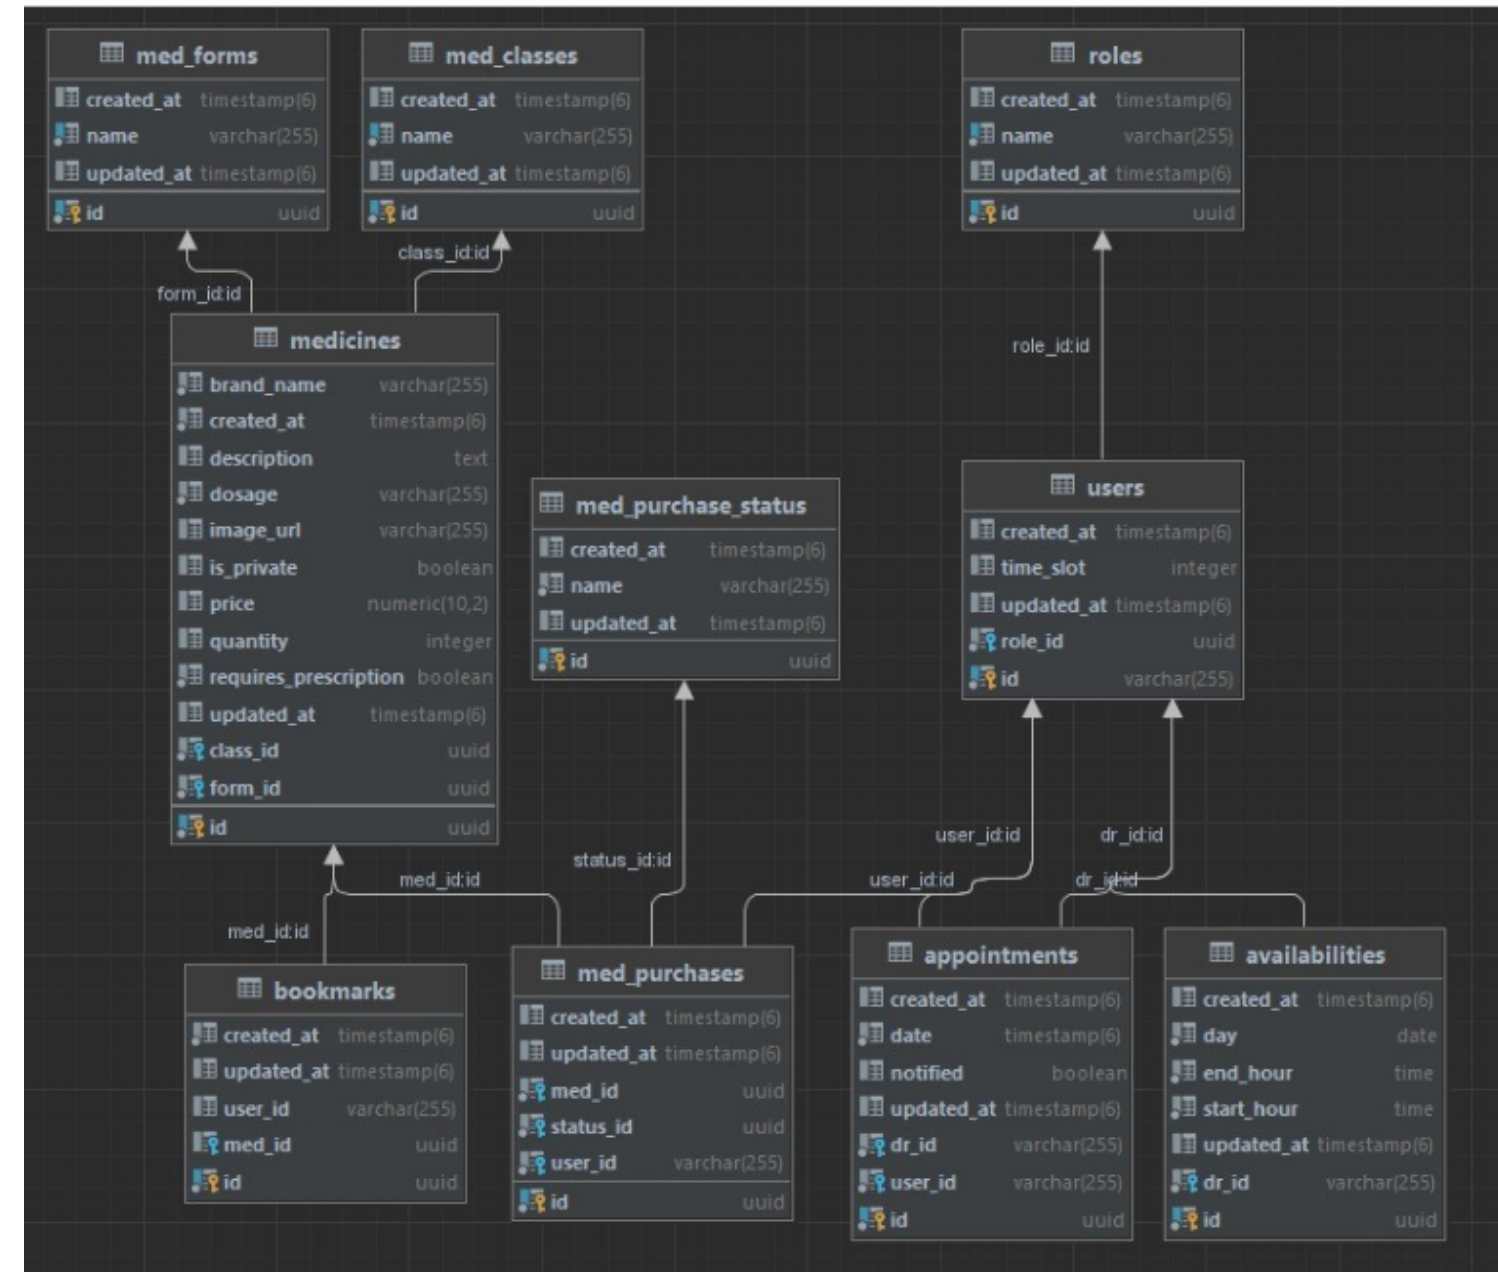 med_forms
created_at timestamp(6)
name varchar(255)
updated_at timestamp(6)
id uuid
med_classes
created_at timestamp(6)
name varchar(255)
updated_at timestamp(6)
id uuid
roles
created_at timestamp(6)
name varchar(255)
updated_at timestamp(6)
id uuid
class_id:id
form_id:id
role_id:id
medicines
brand_name varchar(255)
created_at timestamp(6)
description text
dosage varchar(255)
image_url varchar(255)
is_private boolean
price numeric(10,2)
quantity integer
requires_prescription boolean
updated_at timestamp(6)
class_id uuid
form_id uuid
id uuid
med_purchase_status
created_at timestamp(6)
name varchar(255)
updated_at timestamp(6)
id uuid
users
created_at timestamp(6)
time_slot integer
updated_at timestamp(6)
role_id uuid
id varchar(255)
user_id:id
dr_id:id
status_id:id
med_id:id
user_id:id
dr_id:id
med_id:id
bookmarks
created_at timestamp(6)
updated_at timestamp(6)
user_id varchar(255)
med_id uuid
id uuid
med_purchases
created_at timestamp(6)
updated_at timestamp(6)
med_id uuid
status_id uuid
user_id varchar(255)
id uuid
appointments
created_at timestamp(6)
date timestamp(6)
notified boolean
updated_at timestamp(6)
dr_id varchar(255)
user_id varchar(255)
id uuid
availabilities
created_at timestamp(6)
day date
end_hour time
start_hour time
updated_at timestamp(6)
dr_id varchar(255)
id uuid